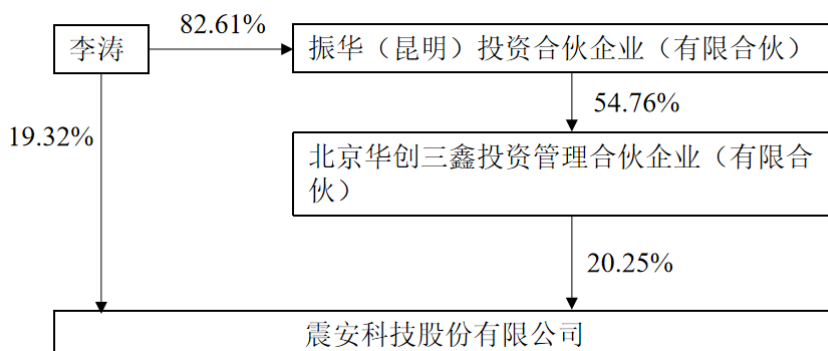 82.61%
李涛
振华（昆明）投资合伙企业（有限合伙）
54.76%
19.32%
北京华创三鑫投资管理合伙企业（有限合
伙）
20.25%
震安科技股份有限公司